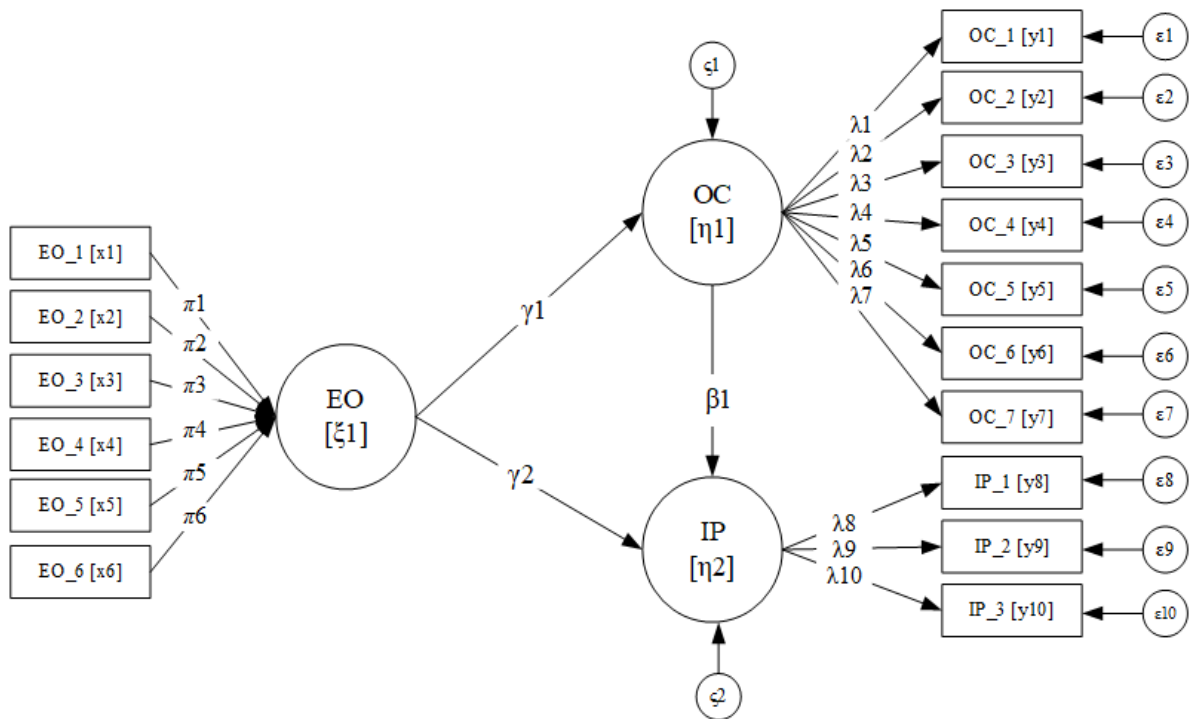 EO_1 [x1]
EO_2 [x2]
EO_3 [x3]
EO_4 [x4]
EO_5 [x5]
EO_6 [x6]
π1
π2
π3
π4
π5
π6
EO
[ξ1]
γ1
γ2
ς1
OC
[η1]
β1
IP
[η2]
ς2
λ1
λ2
λ3
λ4
λ5
λ6
λ7
λ8
λ9
λ10
OC_1 [y1]
OC_2 [y2]
OC_3 [y3]
OC_4 [y4]
OC_5 [y5]
OC_6 [y6]
OC_7 [y7]
IP_1 [y8]
IP_2 [y9]
IP_3 [y10]
ε1
ε2
ε3
ε4
ε5
ε6
ε7
ε8
ε9
ε10